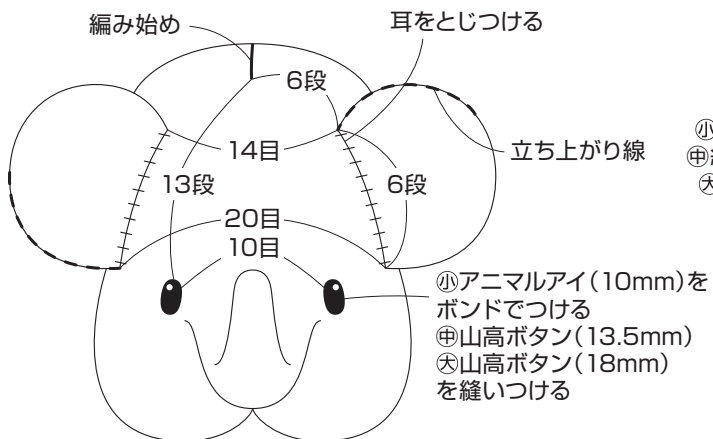 編み始め
耳をとじつける
6段
14目
立ち上がり線
13段
6段
20目
10目
㊥
㊛アニマルアイ(10mm)を
ボンドでつける
㊥山高ボタン(13.5mm)
㊤山高ボタン(18mm)
を縫いつける